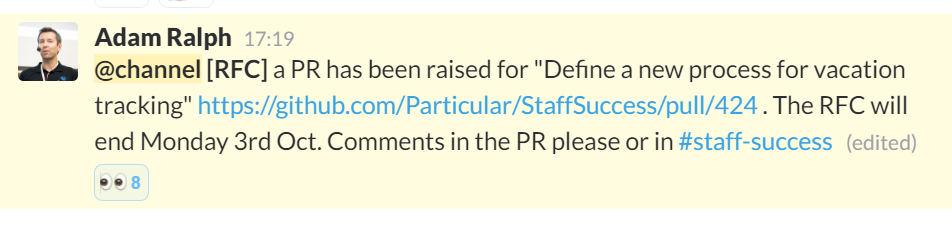 Adam Ralph 17:19
@channel [RFC] a PR has been raised for "Define a new process for vacation
tracking" https://github.com/Particular/StaffSuccess/pull/424 . The RFC will
end Monday 3rd Oct. Comments in the PR please or in #staff-success (edited)
8